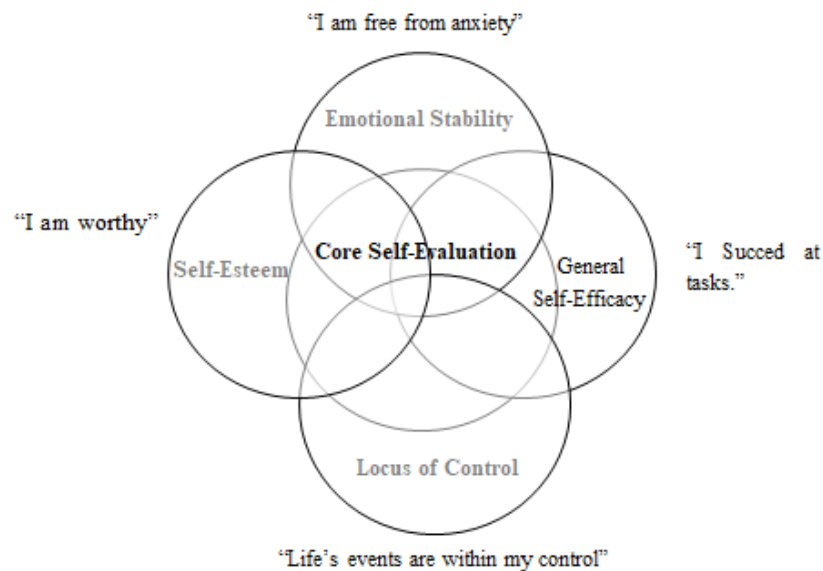 “I am free from anxiety”
Emotional Stability
“I am worthy”
Core Self-Evaluation
Self-Esteem
General
Self-Efficacy
“I Succed at
tasks.”
Locus of Control
“Life’s events are within my control”